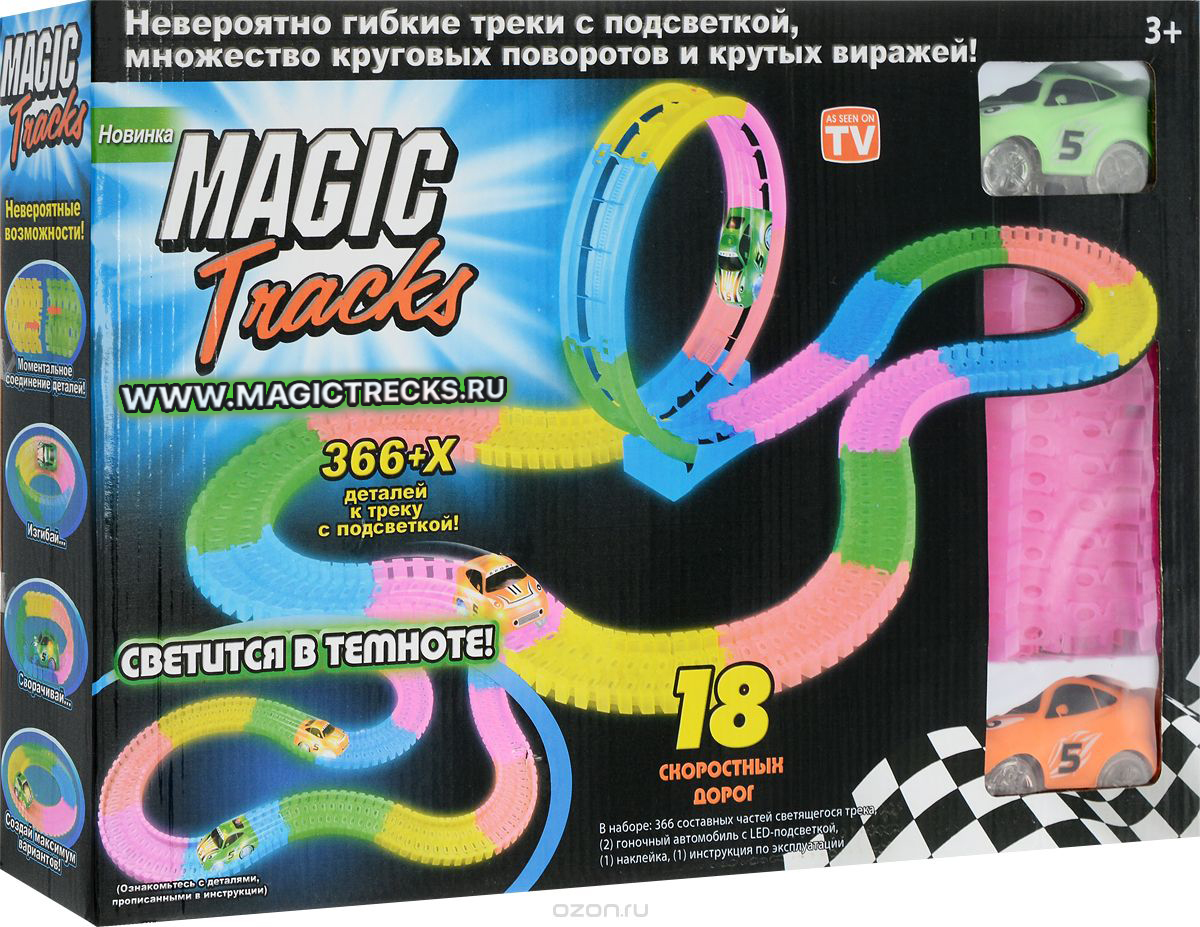 Невероятно гибкие треки с подсветкой,
множество круговых поворотов и крутых виражей!
3+
MAGIC
Tracks
Невероятные
возможности!
Моментальное
соединение деталей!
Изгибай...
Сворачивай...
Создай максимум
вариантов!
Новинка
MAGIC
Tracks
AS SEEN ON
TV
5
WWW.MAGICTRECKS.RU
366+X
деталей
к треку
с подсветкой!
СВЕТИТСЯ В ТЕМНОТЕ!
18
СКОРОСТНЫХ
ДОРОГ
5
В наборе: 366 составных частей светящегося трека,
(2) гоночный автомобиль с LED-подсветкой,
(1) наклейка, (1) инструкция по эксплуатации
(Ознакомьтесь с деталями,
прописанными в инструкции)
ozon.ru